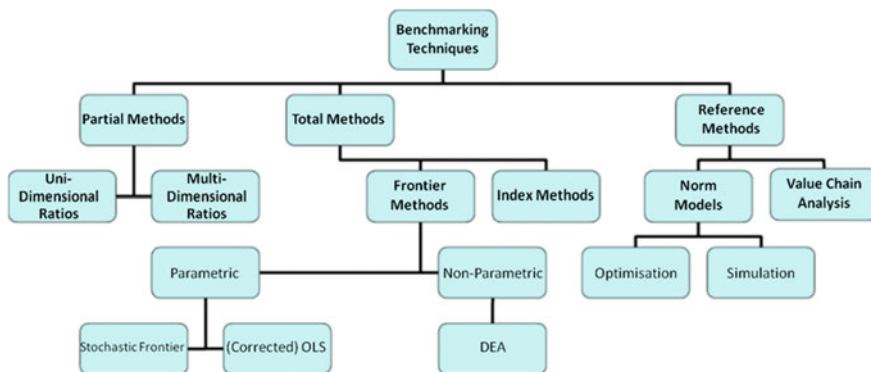 Benchmarking
Techniques
Partial Methods
Total Methods
Reference
Methods
Uni-
Dimensional
Ratios
Multi-
Dimensional
Ratios
Frontier
Methods
Index Methods
Norm
Models
Value Chain
Analysis
Parametric
Non-Parametric
Optimisation
Simulation
Stochastic Frontier
(Corrected) OLS
DEA